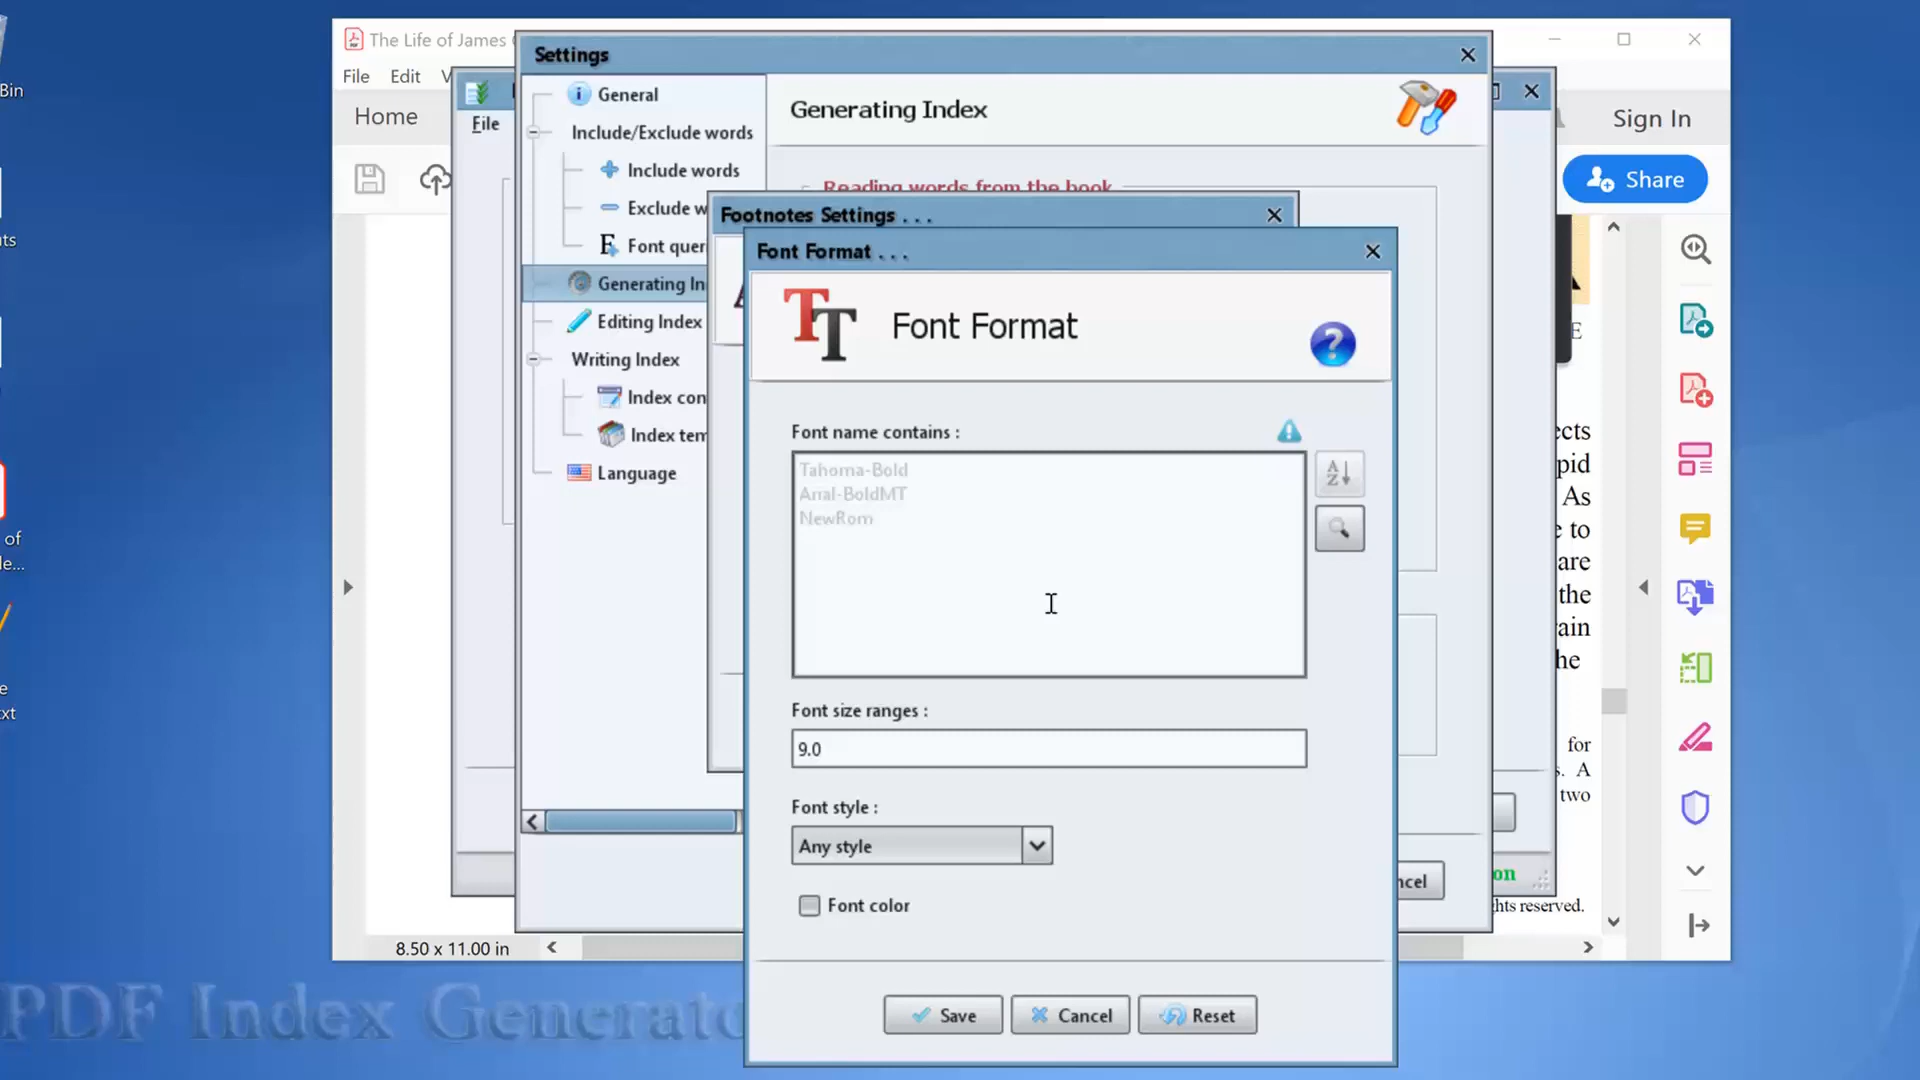 Bin
ts
of
e...
e
xt
The Life of James
File Edit V
Home
8.50 x 11.00 in
Sign In
Share
E
ects
pid
As
e to
are
the
ain
he
for
s. A
two
hts reserved.
File
on
Settings
General
Include/Exclude words
Include words
Exclude w
Font quer
Generating In
Editing Index
Writing Index
Index con
Index tem
Language
Generating Index
Reading words from the book
ncel
Footnotes Settings . . .
Font Format . . .
Font Format
Font name contains :
Tahoma-Bold
Arial-BoldMT
NewRom
Font size ranges :
9.0
Font style :
Any style
Font color
Save Cancel Reset
PDF Index Generato